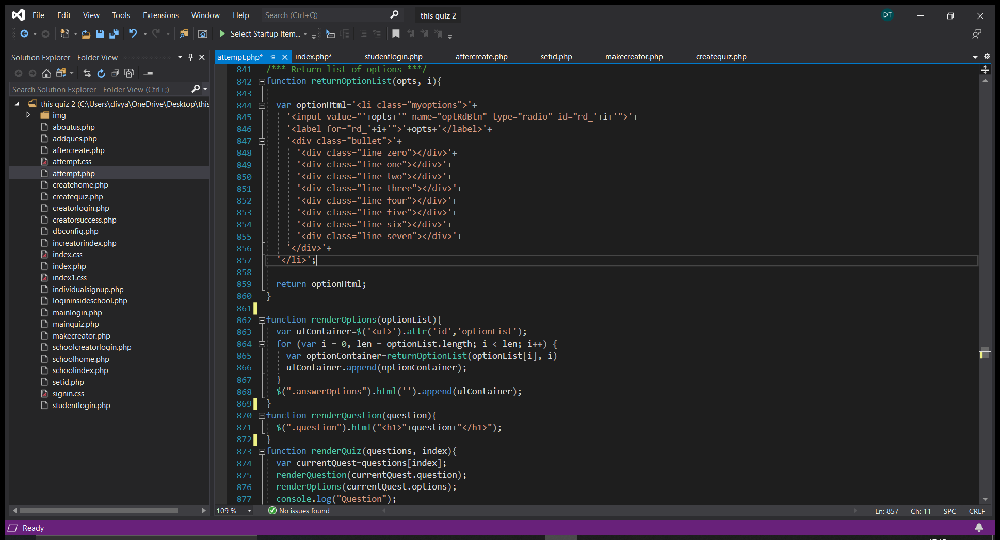 File Edit View Tools Extensions Window Help Search (Ctrl+Q) this quiz 2 DT
Select Startup Item...
Solution Explorer - Folder View
Search Solution Explorer - Folder View (Ctrl+;)
this quiz 2 (C:\Users\divya\OneDrive\Desktop\this
img
aboutus.php
addques.php
aftercreate.php
attempt.css
attempt.php
createhome.php
createquiz.php
creatorlogin.php
creatorsuccess.php
dbconfig.php
increatorindex.php
index.css
index.php
index1.css
individualsignup.php
logininsideschool.php
mainlogin.php
mainquiz.php
makecreator.php
schoolcreatorlogin.php
schoolhome.php
schoolindex.php
setid.php
signin.css
studentlogin.php
attempt.php* index.php* studentlogin.php aftercreate.php setid.php makecreator.php createquiz.php
841 /*** Return list of options ***/
842 function returnOptionList(opts, i){
843
844 var optionHtml='<li class="myoptions">'+
845 '<input value="'+opts+'" name="optRdBtn" type="radio" id="rd_'+i+'">'+
846 '<label for="rd_'+i+'">'+opts+'</label>'+
847 '<div class="bullet">'+
848 '<div class="line zero"></div>'+
849 '<div class="line one"></div>'+
850 '<div class="line two"></div>'+
851 '<div class="line three"></div>'+
852 '<div class="line four"></div>'+
853 '<div class="line five"></div>'+
854 '<div class="line six"></div>'+
855 '<div class="line seven"></div>'+
856 '</div>'+
857 '</li>';
858
859 return optionHtml;
860 }
861
862 function renderOptions(optionList){
863 var ulContainer=$('<ul>').attr('id','optionList');
864 for (var i = 0, len = optionList.length; i < len; i++) {
865 var optionContainer=returnOptionList(optionList[i], i)
866 ulContainer.append(optionContainer);
867 }
868 $(".answerOptions").html('').append(ulContainer);
869 }
870 function renderQuestion(question){
871 $(".question").html("<h1>"+question+"</h1>");
872 }
873 function renderQuiz(questions, index){
874 var currentQuest=questions[index];
875 renderQuestion(currentQuest.question);
876 renderOptions(currentQuest.options);
877 console.log("Question");
109 % No issues found Ln: 857 Ch: 11 SPC CRLF
Ready